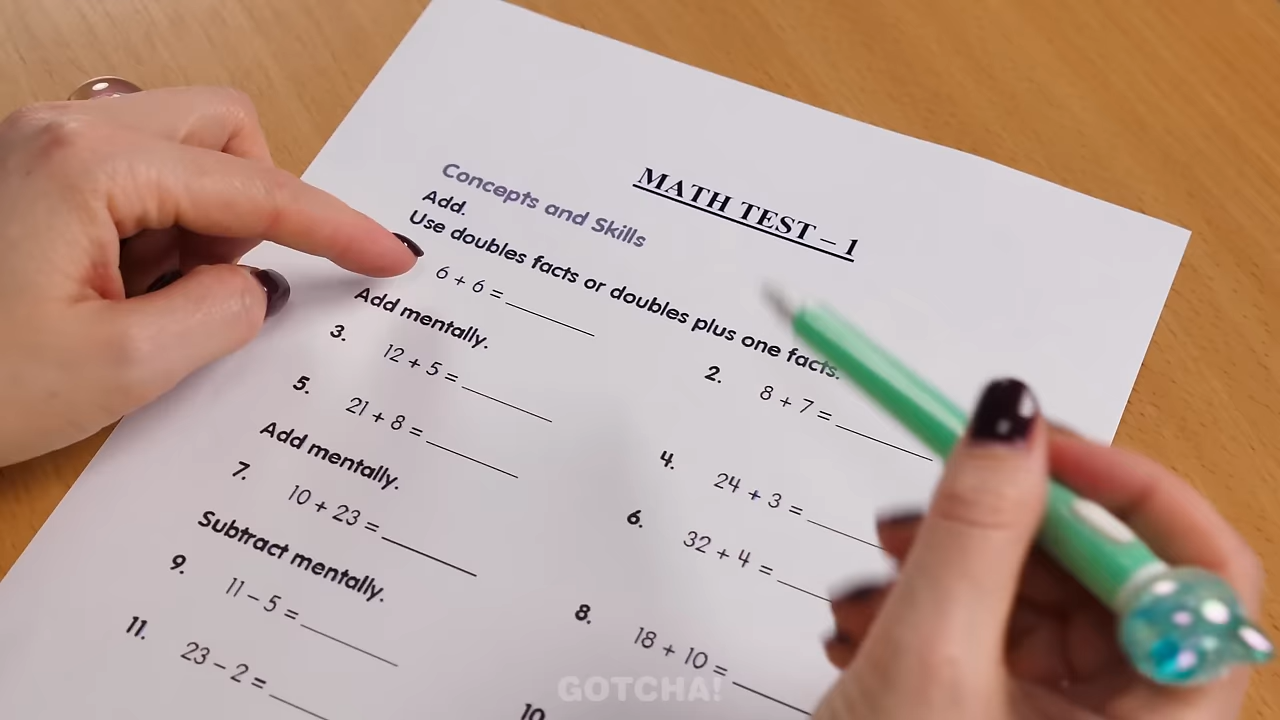 MATH TEST – 1
Concepts and Skills
Add.
Use doubles facts or doubles plus one facts.
6 + 6 =
2. 8 + 7 =
Add mentally.
3. 12 + 5 =
4. 24 + 3 =
5. 21 + 8 =
6. 32 + 4 =
Add mentally.
7. 10 + 23 =
8. 18 + 10 =
Subtract mentally.
9. 11 – 5 =
10
11. 23 – 2 =
GOTCHA!